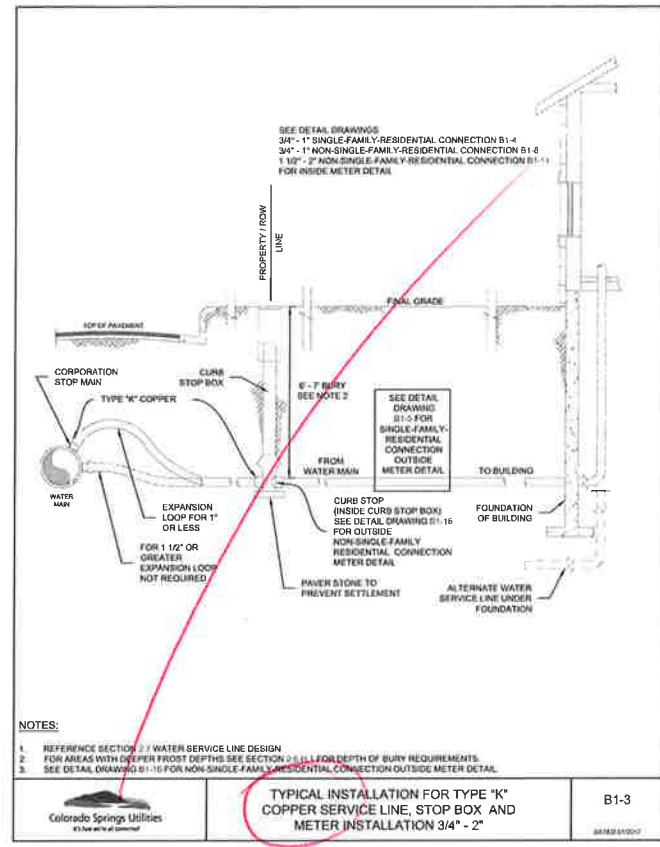 SEE DETAIL DRAWINGS
3/4" - 1" SINGLE-FAMILY-RESIDENTIAL CONNECTION B1-4
3/4" - 1" NON-SINGLE-FAMILY-RESIDENTIAL CONNECTION B1-8
1 1/2" - 2" NON-SINGLE-FAMILY-RESIDENTIAL CONNECTION
FOR INSIDE METER DETAIL
PROPERTY / ROW
LINE
FINAL GRADE
TOP OF PAVEMENT
CORPORATION
STOP MAIN
CURB
STOP BOX
TYPE "K" COPPER
6' - 7' BURY
SEE NOTE 2
SEE DETAIL
DRAWING
B1-5 FOR
SINGLE-FAMILY-
RESIDENTIAL
CONNECTION
OUTSIDE
METER DETAIL
FROM
WATER MAIN
TO BUILDING
WATER
MAIN
EXPANSION
LOOP FOR 1"
OR LESS
CURB STOP
(INSIDE CURB STOP BOX)
SEE DETAIL DRAWING B1-16
FOR OUTSIDE
NON-SINGLE-FAMILY
RESIDENTIAL CONNECTION
METER DETAIL
FOUNDATION
OF BUILDING
FOR 1 1/2" OR
GREATER
EXPANSION LOOP
NOT REQUIRED
PAVER STONE TO
PREVENT SETTLEMENT
ALTERNATE WATER
SERVICE LINE UNDER
FOUNDATION
NOTES:
1. REFERENCE SECTION 2.7 WATER SERVICE LINE DESIGN
2. FOR AREAS WITH DEEPER FROST DEPTHS SEE SECTION FOR DEPTH OF BURY REQUIREMENTS.
3. SEE DETAIL DRAWING B1-16 FOR NON-SINGLE-FAMILY-RESIDENTIAL CONNECTION OUTSIDE METER DETAIL
Colorado Springs Utilities
It's how we're all connected
TYPICAL INSTALLATION FOR TYPE "K"
COPPER SERVICE LINE, STOP BOX AND
METER INSTALLATION 3/4" - 2"
B1-3